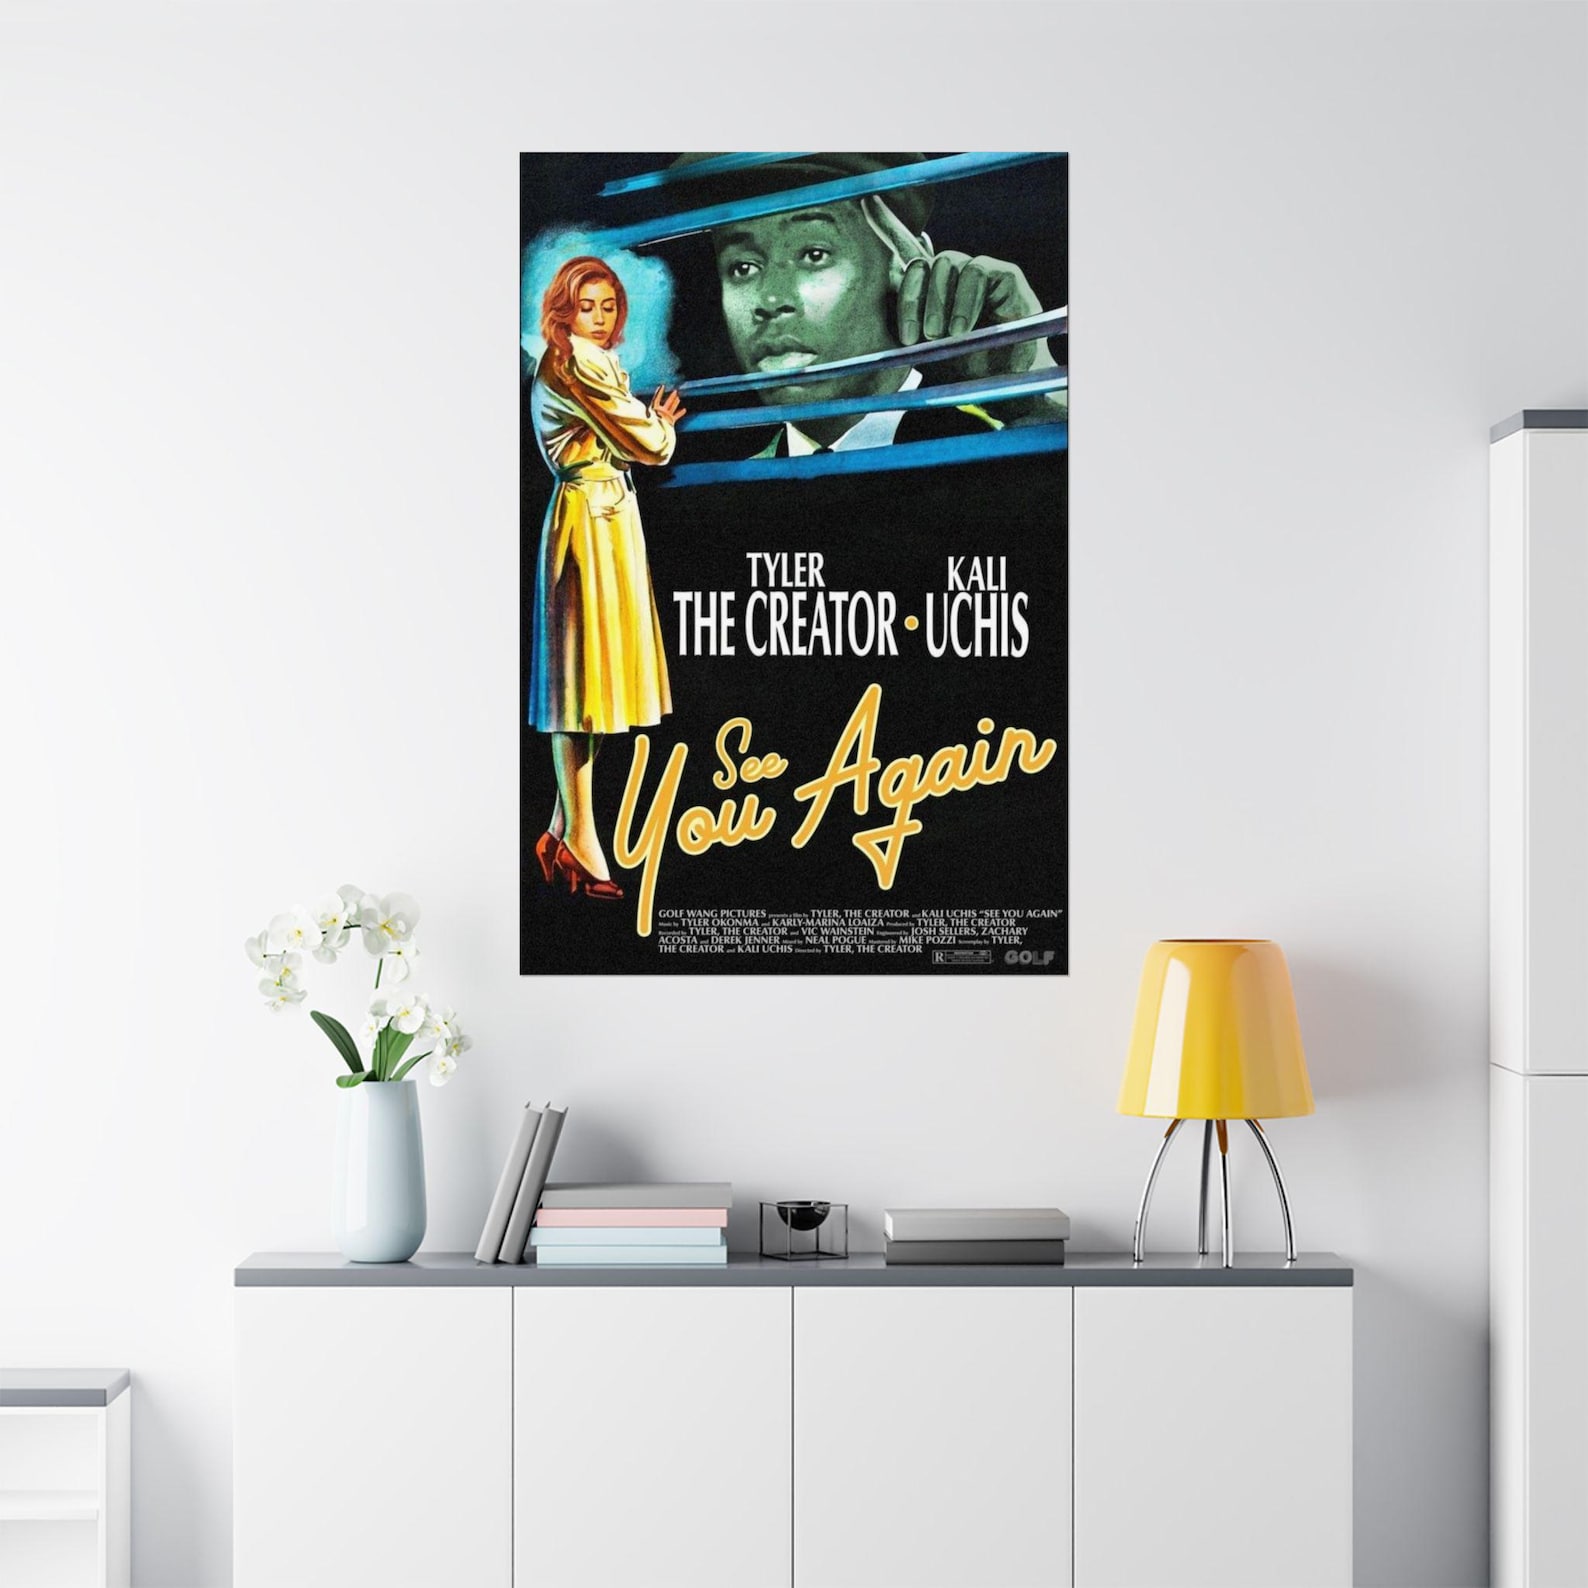 TYLER
THE CREATOR • KALI
UCHIS
See
You Again
GOLF WANG PICTURES presents a film by TYLER, THE CREATOR and KALI UCHIS "SEE YOU AGAIN"
Music by TYLER OKONMA and KARLY-MARINA LOAIZA Produced by TYLER, THE CREATOR
Recorded by TYLER, THE CREATOR and VIC WAINSTEIN Engineered by JOSH SELLERS, ZACHARY
ACOSTA and DEREK JENNER Mixed by NEAL POGUE Mastered by MIKE POZZI Screenplay by TYLER,
THE CREATOR and KALI UCHIS Directed by TYLER, THE CREATOR
R
GOLF